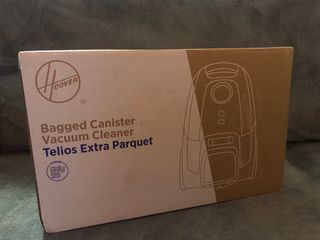 HOOVER
®
Bagged Canister
Vacuum Cleaner
Telios Extra Parquet